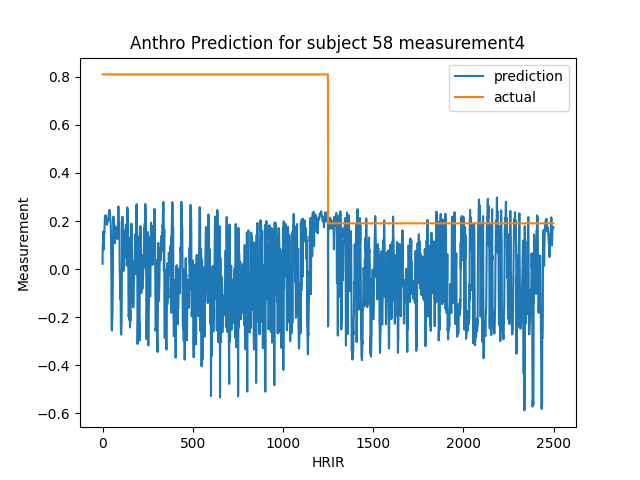 Anthro Prediction for subject 58 measurement4
prediction
actual
Measurement
0.8
0.6
0.4
0.2
0.0
−0.2
−0.4
−0.6
0
500
1000
1500
2000
2500
HRIR